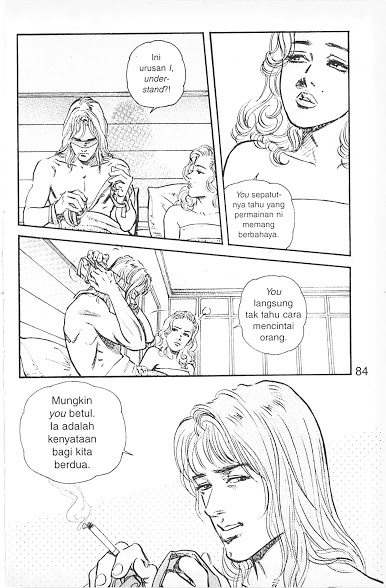 Ini
urusan I,
under-
stand?!
You sepatut-
nya tahu yang
permainan ni
memang
berbahaya.
You
langsung
tak tahu cara
mencintai
orang.
84
Mungkin
you betul.
Ia adalah
kenyataan
bagi kita
berdua.